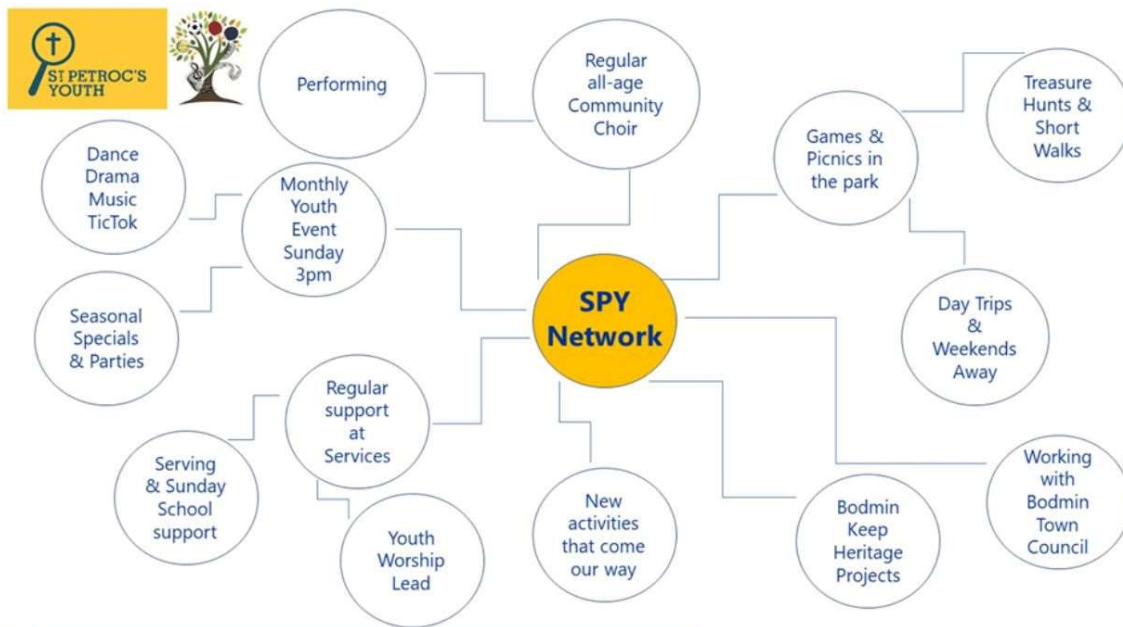 ST PETROC'S
YOUTH
Performing
Regular
all-age
Community
Choir
Treasure
Hunts &
Short
Walks
Games &
Picnics in
the park
Dance
Drama
Music
TicTok
Monthly
Youth
Event
Sunday
3pm
SPY
Network
Day Trips
&
Weekends
Away
Seasonal
Specials
& Parties
Regular
support
at
Services
Serving
& Sunday
School
support
Youth
Worship
Lead
New
activities
that come
our way
Bodmin
Keep
Heritage
Projects
Working
with
Bodmin
Town
Council